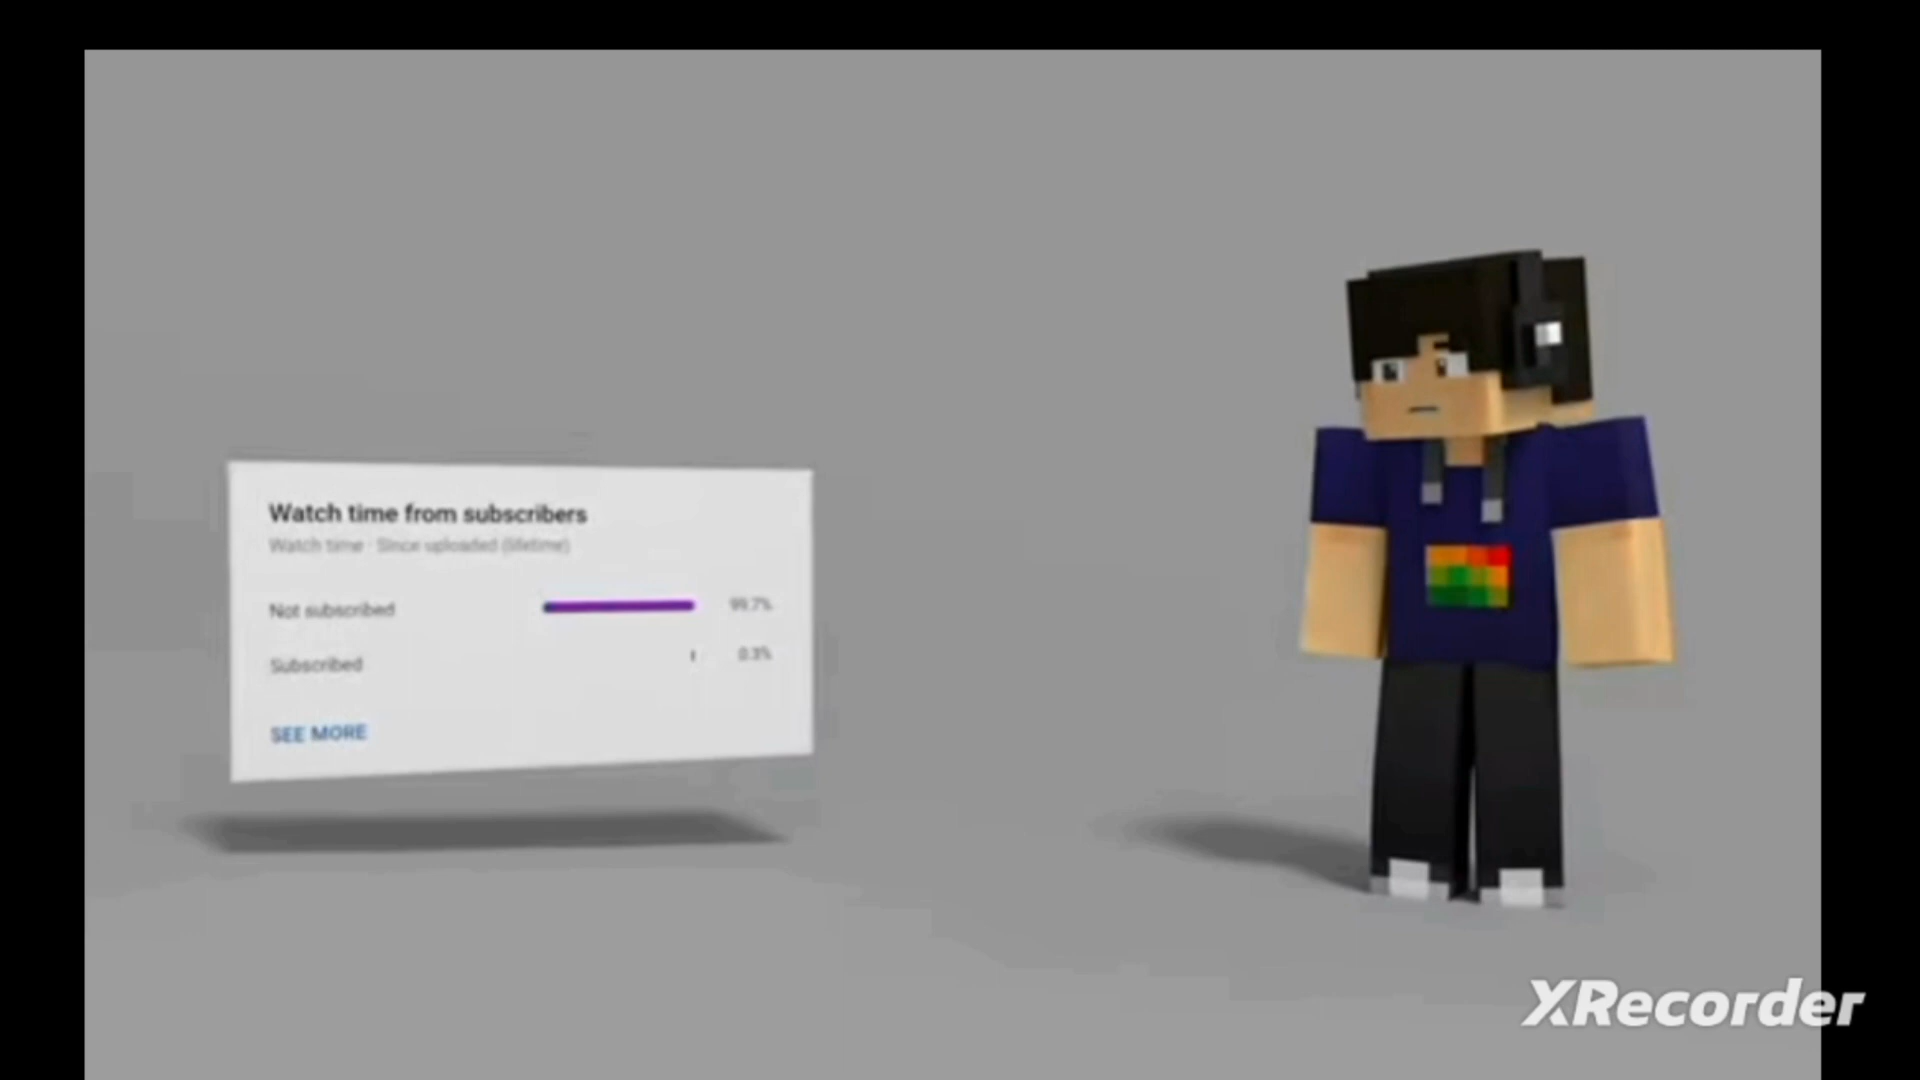 Watch time from subscribers
Watch time · Since uploaded (lifetime)
Not subscribed 99.7%
Subscribed 0.3%
SEE MORE
XRecorder